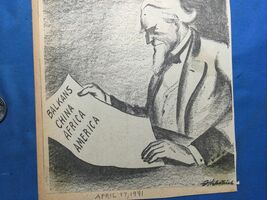 BALKANS
CHINA
AFRICA
AMERICA
APRIL 17, 1941